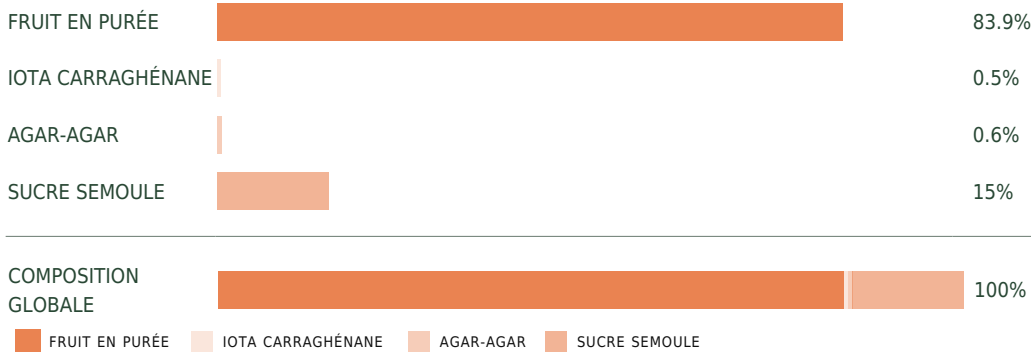 FRUIT EN PURÉE 83.9%
IOTA CARRAGHÉNANE 0.5%
AGAR-AGAR 0.6%
SUCRE SEMOULE 15%
COMPOSITION
GLOBALE 100%
FRUIT EN PURÉE IOTA CARRAGHÉNANE AGAR-AGAR SUCRE SEMOULE